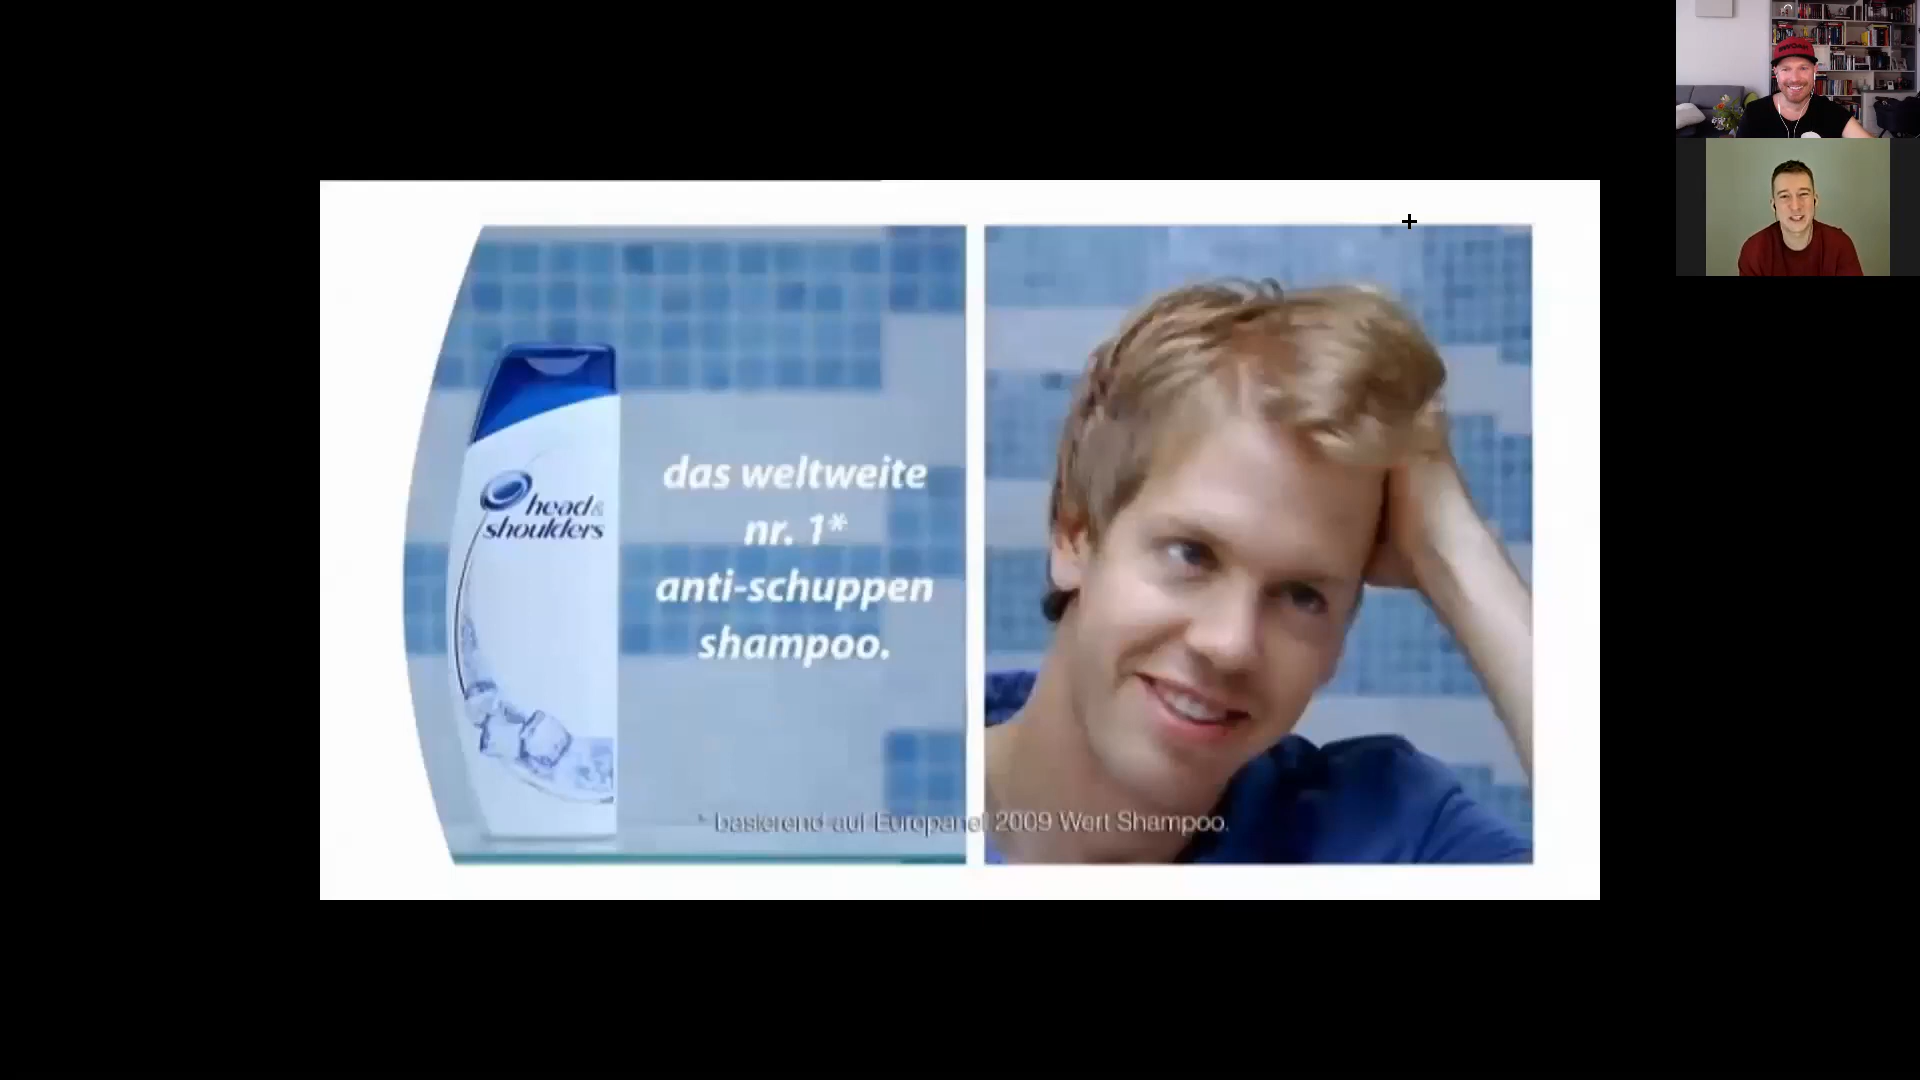 head&
shoulders
das weltweite
nr. 1*
anti-schuppen
shampoo.
* basierend auf Europanel 2009 Wert Shampoo.